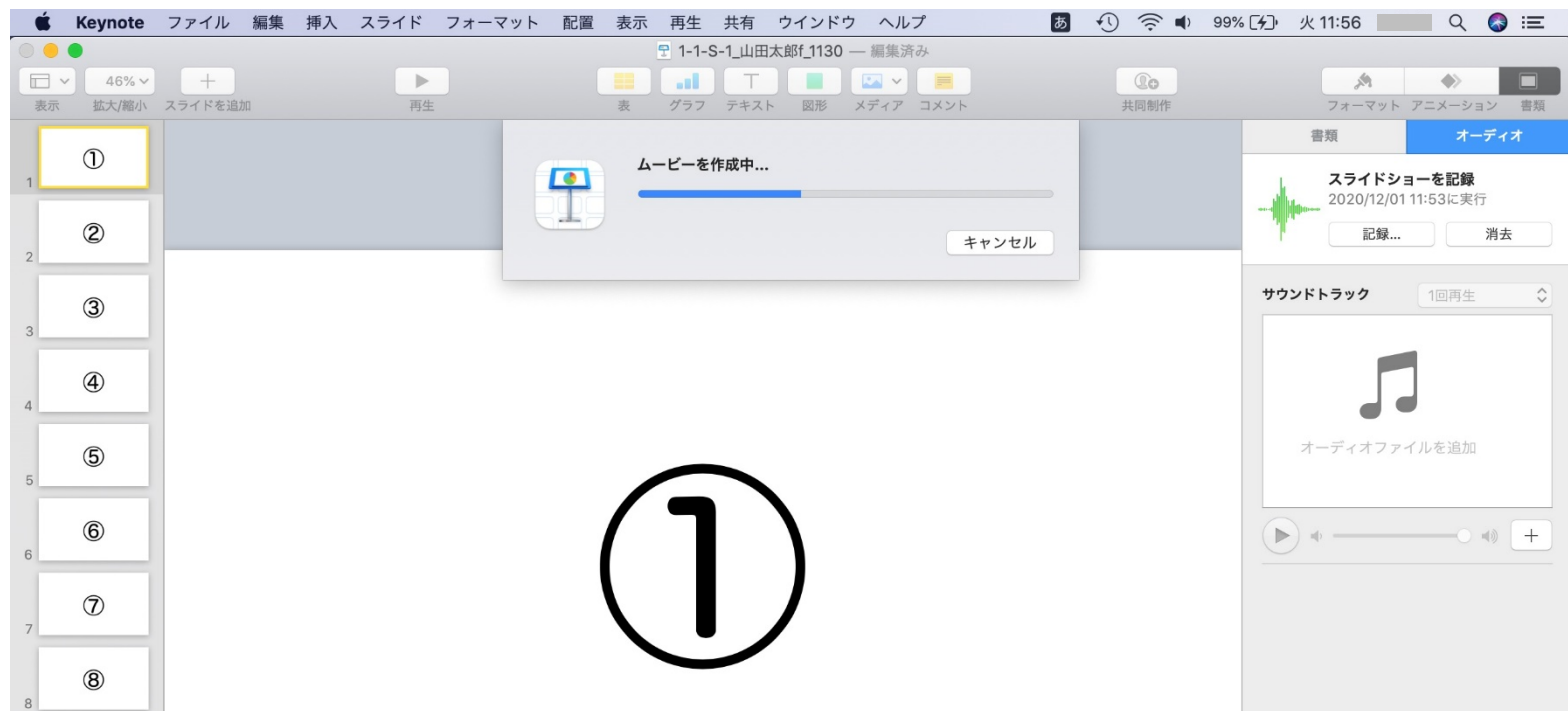 Keynote ファイル 編集 挿入 スライド フォーマット 配置 表示 再生 共有 ウインドウ ヘルプ あ 99% 火 11:56
1-1-S-1_山田太郎f_1130 — 編集済み
46%
表示 拡大/縮小 スライドを追加 再生 表 グラフ テキスト 図形 メディア コメント 共同制作 フォーマット アニメーション 書類
書類 オーディオ
ムービーを作成中...
キャンセル
スライドショーを記録
2020/12/01 11:53に実行
記録... 消去
サウンドトラック 1回再生
オーディオファイルを追加
①
1
②
2
③
3
④
4
⑤
5
⑥
6
⑦
7
⑧
8
①